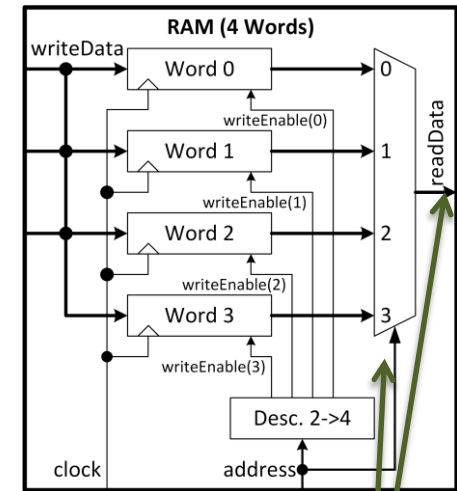 RAM (4 Words)
writeData
Word 0
0
writeEnable(0)
Word 1
1
readData
writeEnable(1)
Word 2
2
writeEnable(2)
Word 3
3
writeEnable(3)
Desc. 2->4
clock
address